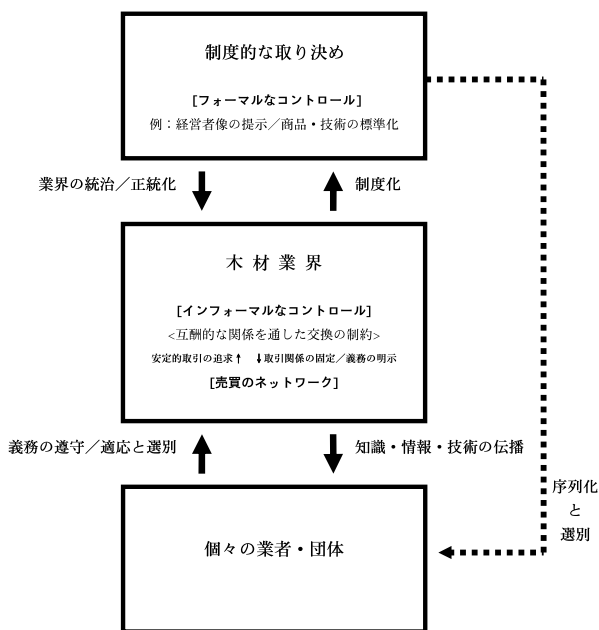 制度的な取り決め
[フォーマルなコントロール]
例：経営者像の提示／商品・技術の標準化
業界の統治／正統化
制度化
木材業界
[インフォーマルなコントロール]
<互酬的な関係を通した交換の制約>
安定的取引の追求↑ ↓取引関係の固定／義務の明示
[売買のネットワーク]
義務の遵守／適応と選別
知識・情報・技術の伝播
序列化
と
選別
個々の業者・団体